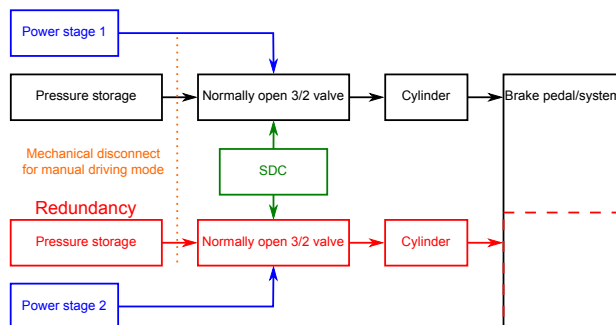 Power stage 1
Pressure storage
Normally open 3/2 valve
Cylinder
Brake pedal/system
Mechanical disconnect
for manual driving mode
SDC
Redundancy
Pressure storage
Normally open 3/2 valve
Cylinder
Power stage 2